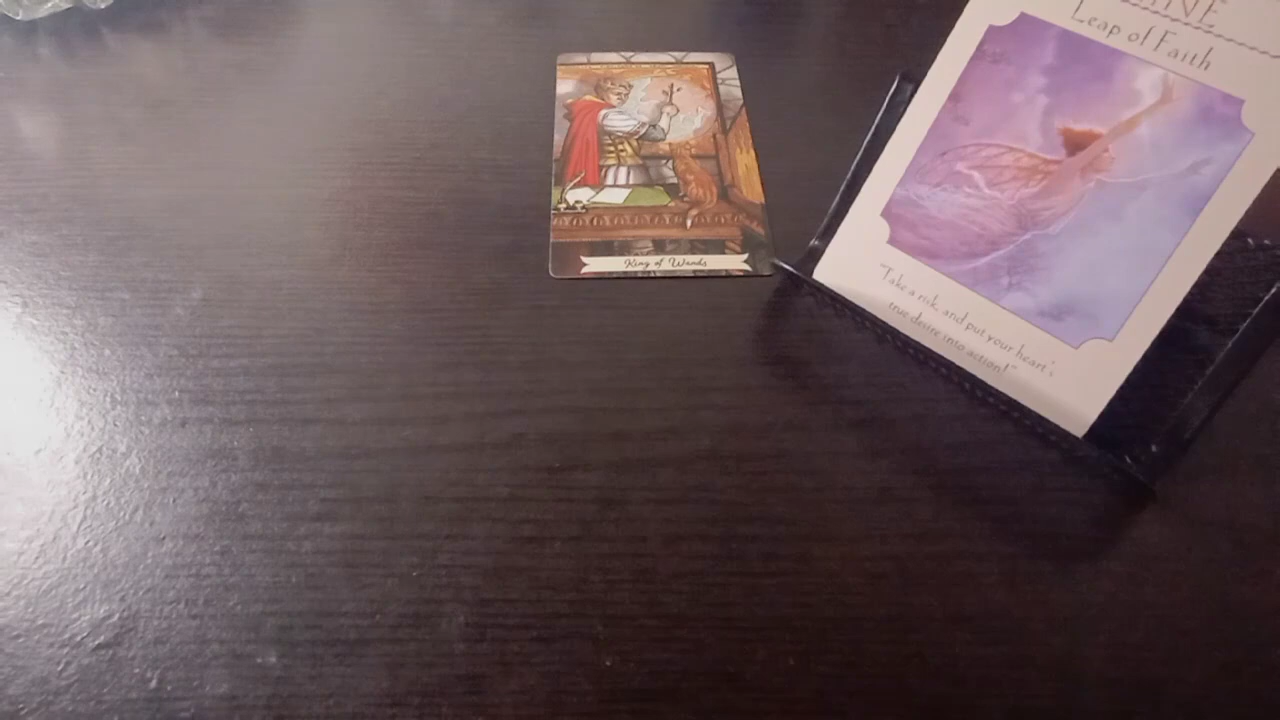 Leap of Faith
"Take a risk, and put your heart's
true desire into action!"
King of Wands